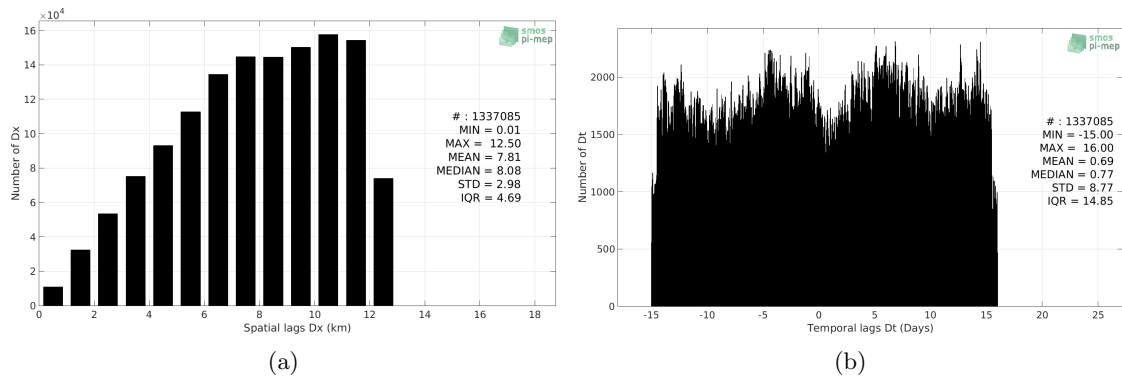 ×10⁴
16
14
12
10
8
6
4
2
0
Number of Dx
0 2 4 6 8 10 12 14 16 18
Spatial lags Dx (km)
smos
pi-mep
# : 1337085
MIN = 0.01
MAX = 12.50
MEAN = 7.81
MEDIAN = 8.08
STD = 2.98
IQR = 4.69
(a)
2000
1500
1000
500
0
Number of Dt
-15 -10 -5 0 5 10 15 20 25
Temporal lags Dt (Days)
smos
pi-mep
# : 1337085
MIN = -15.00
MAX = 16.00
MEAN = 0.69
MEDIAN = 0.77
STD = 8.77
IQR = 14.85
(b)